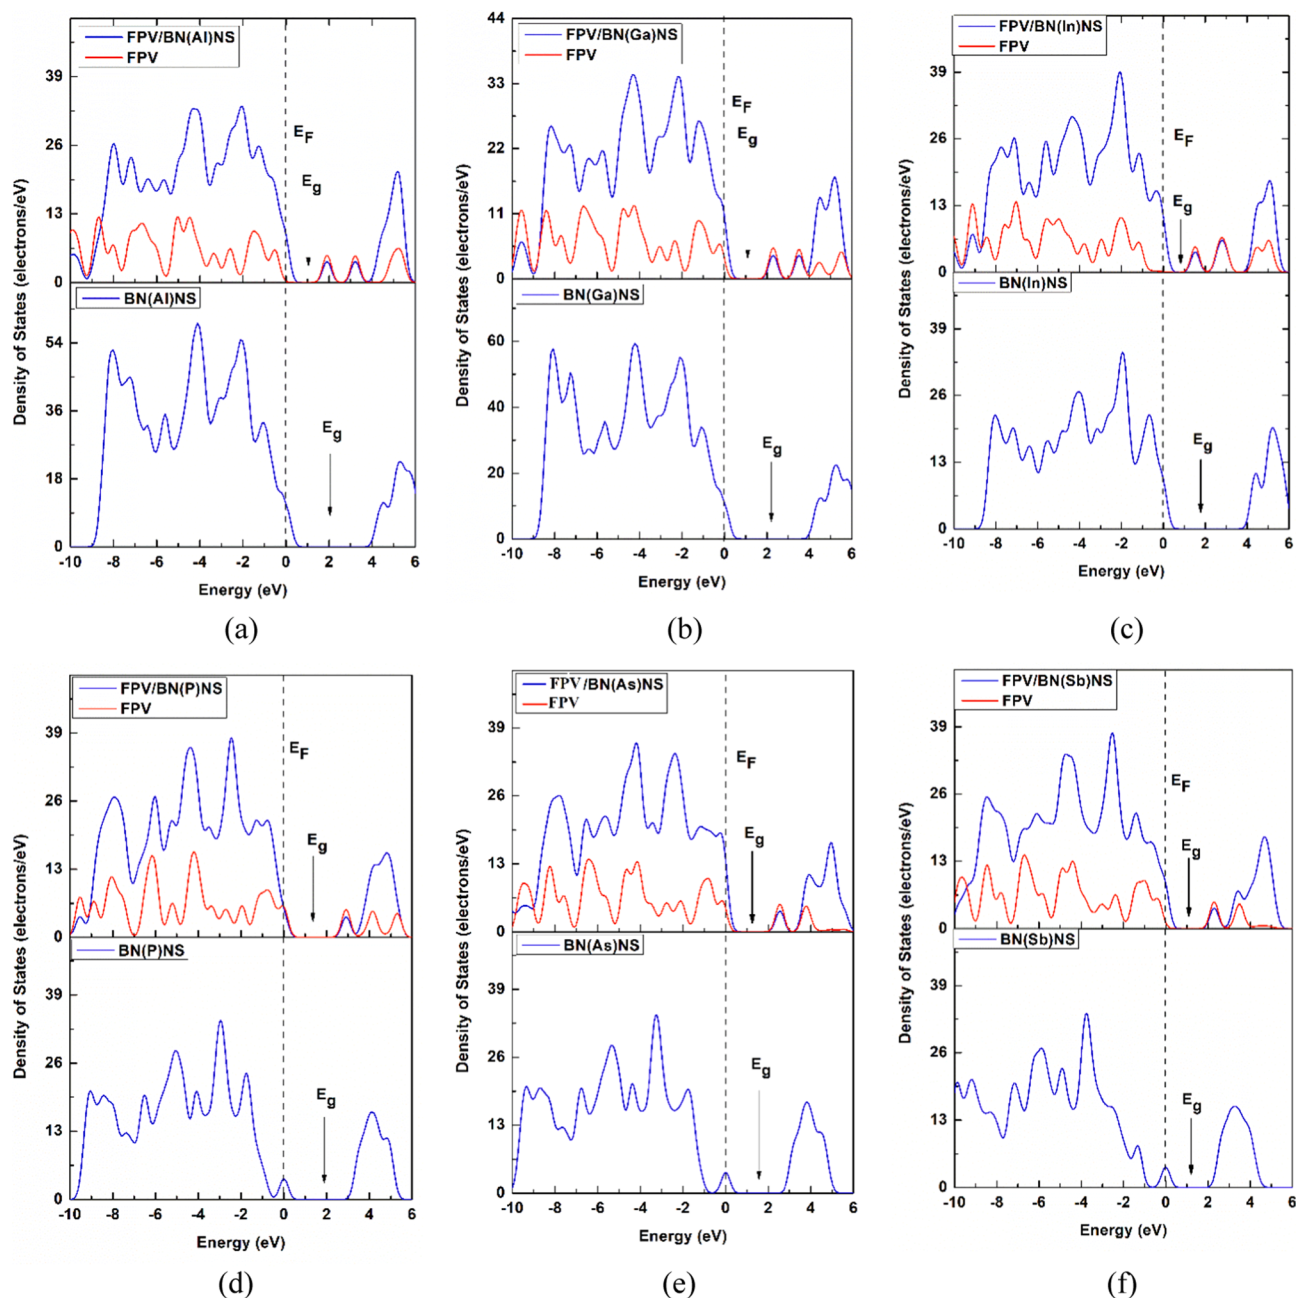 FPV/BN(Al)NS
FPV
39
26
13
0
E_F
E_g
BN(Al)NS
54
36
18
0
E_g
Density of States (electrons/eV)
-10 -8 -6 -4 -2 0 2 4 6
Energy (eV)
(a)
44
FPV/BN(Ga)NS
FPV
33
22
11
0
E_F
E_g
BN(Ga)NS
60
40
20
0
E_g
Density of States (electrons/eV)
-10 -8 -6 -4 -2 0 2 4 6
Energy (eV)
(b)
FPV/BN(In)NS
FPV
39
26
13
0
E_F
E_g
BN(In)NS
39
26
13
0
E_g
Density of States (electrons/eV)
-10 -8 -6 -4 -2 0 2 4 6
Energy (eV)
(c)
FPV/BN(P)NS
FPV
39
26
13
0
E_F
E_g
BN(P)NS
39
26
13
0
E_g
Density of States (electrons/eV)
-10 -8 -6 -4 -2 0 2 4 6
Energy (eV)
(d)
FPV/BN(As)NS
FPV
39
26
13
0
E_F
E_g
BN(As)NS
39
26
13
0
E_g
Density of States (electrons/eV)
-10 -8 -6 -4 -2 0 2 4 6
Energy (eV)
(e)
FPV/BN(Sb)NS
FPV
39
26
13
0
E_F
E_g
BN(Sb)NS
39
26
13
0
E_g
Density of States (electrons/eV)
-10 -8 -6 -4 -2 0 2 4 6
Energy (eV)
(f)